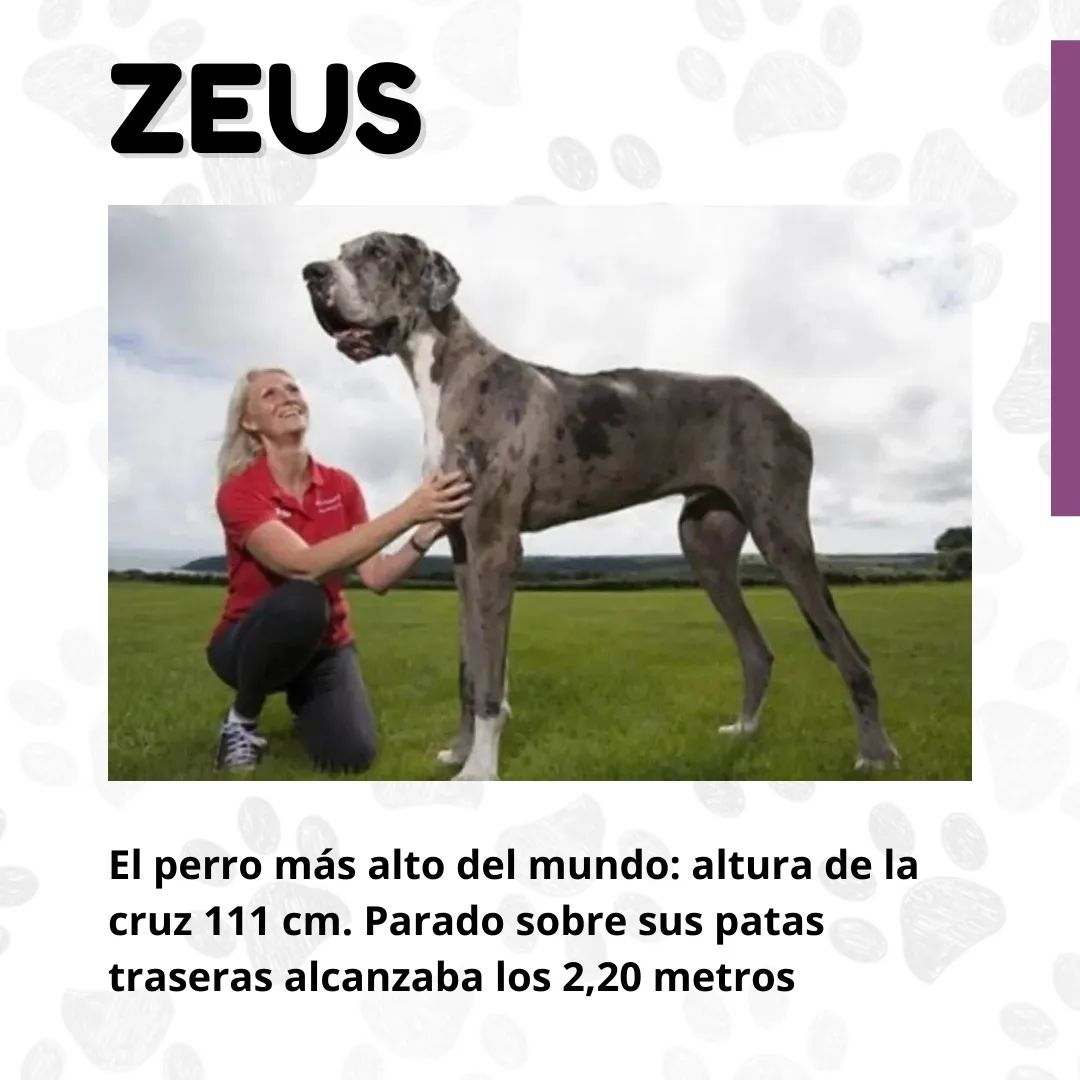 ZEUS
El perro más alto del mundo: altura de la
cruz 111 cm. Parado sobre sus patas
traseras alcanzaba los 2,20 metros